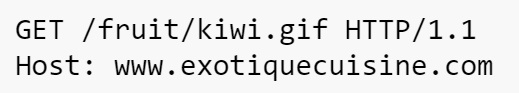 GET /fruit/kiwi.gif HTTP/1.1
Host: www.exotiquecuisine.com